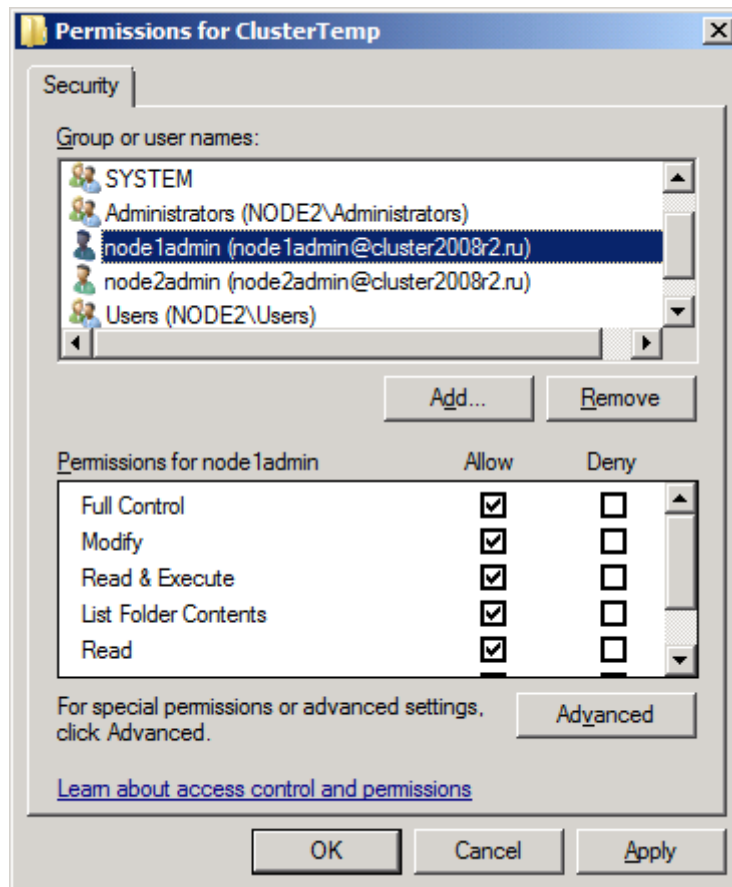 Permissions for ClusterTemp
Security
Group or user names:
SYSTEM
Administrators (NODE2\Administrators)
node1admin (node1admin@cluster2008r2.ru)
node2admin (node2admin@cluster2008r2.ru)
Users (NODE2\Users)
Add... Remove
Permissions for node1admin Allow Deny
Full Control
Modify
Read & Execute
List Folder Contents
Read
For special permissions or advanced settings,
click Advanced.
Advanced
Learn about access control and permissions
OK Cancel Apply